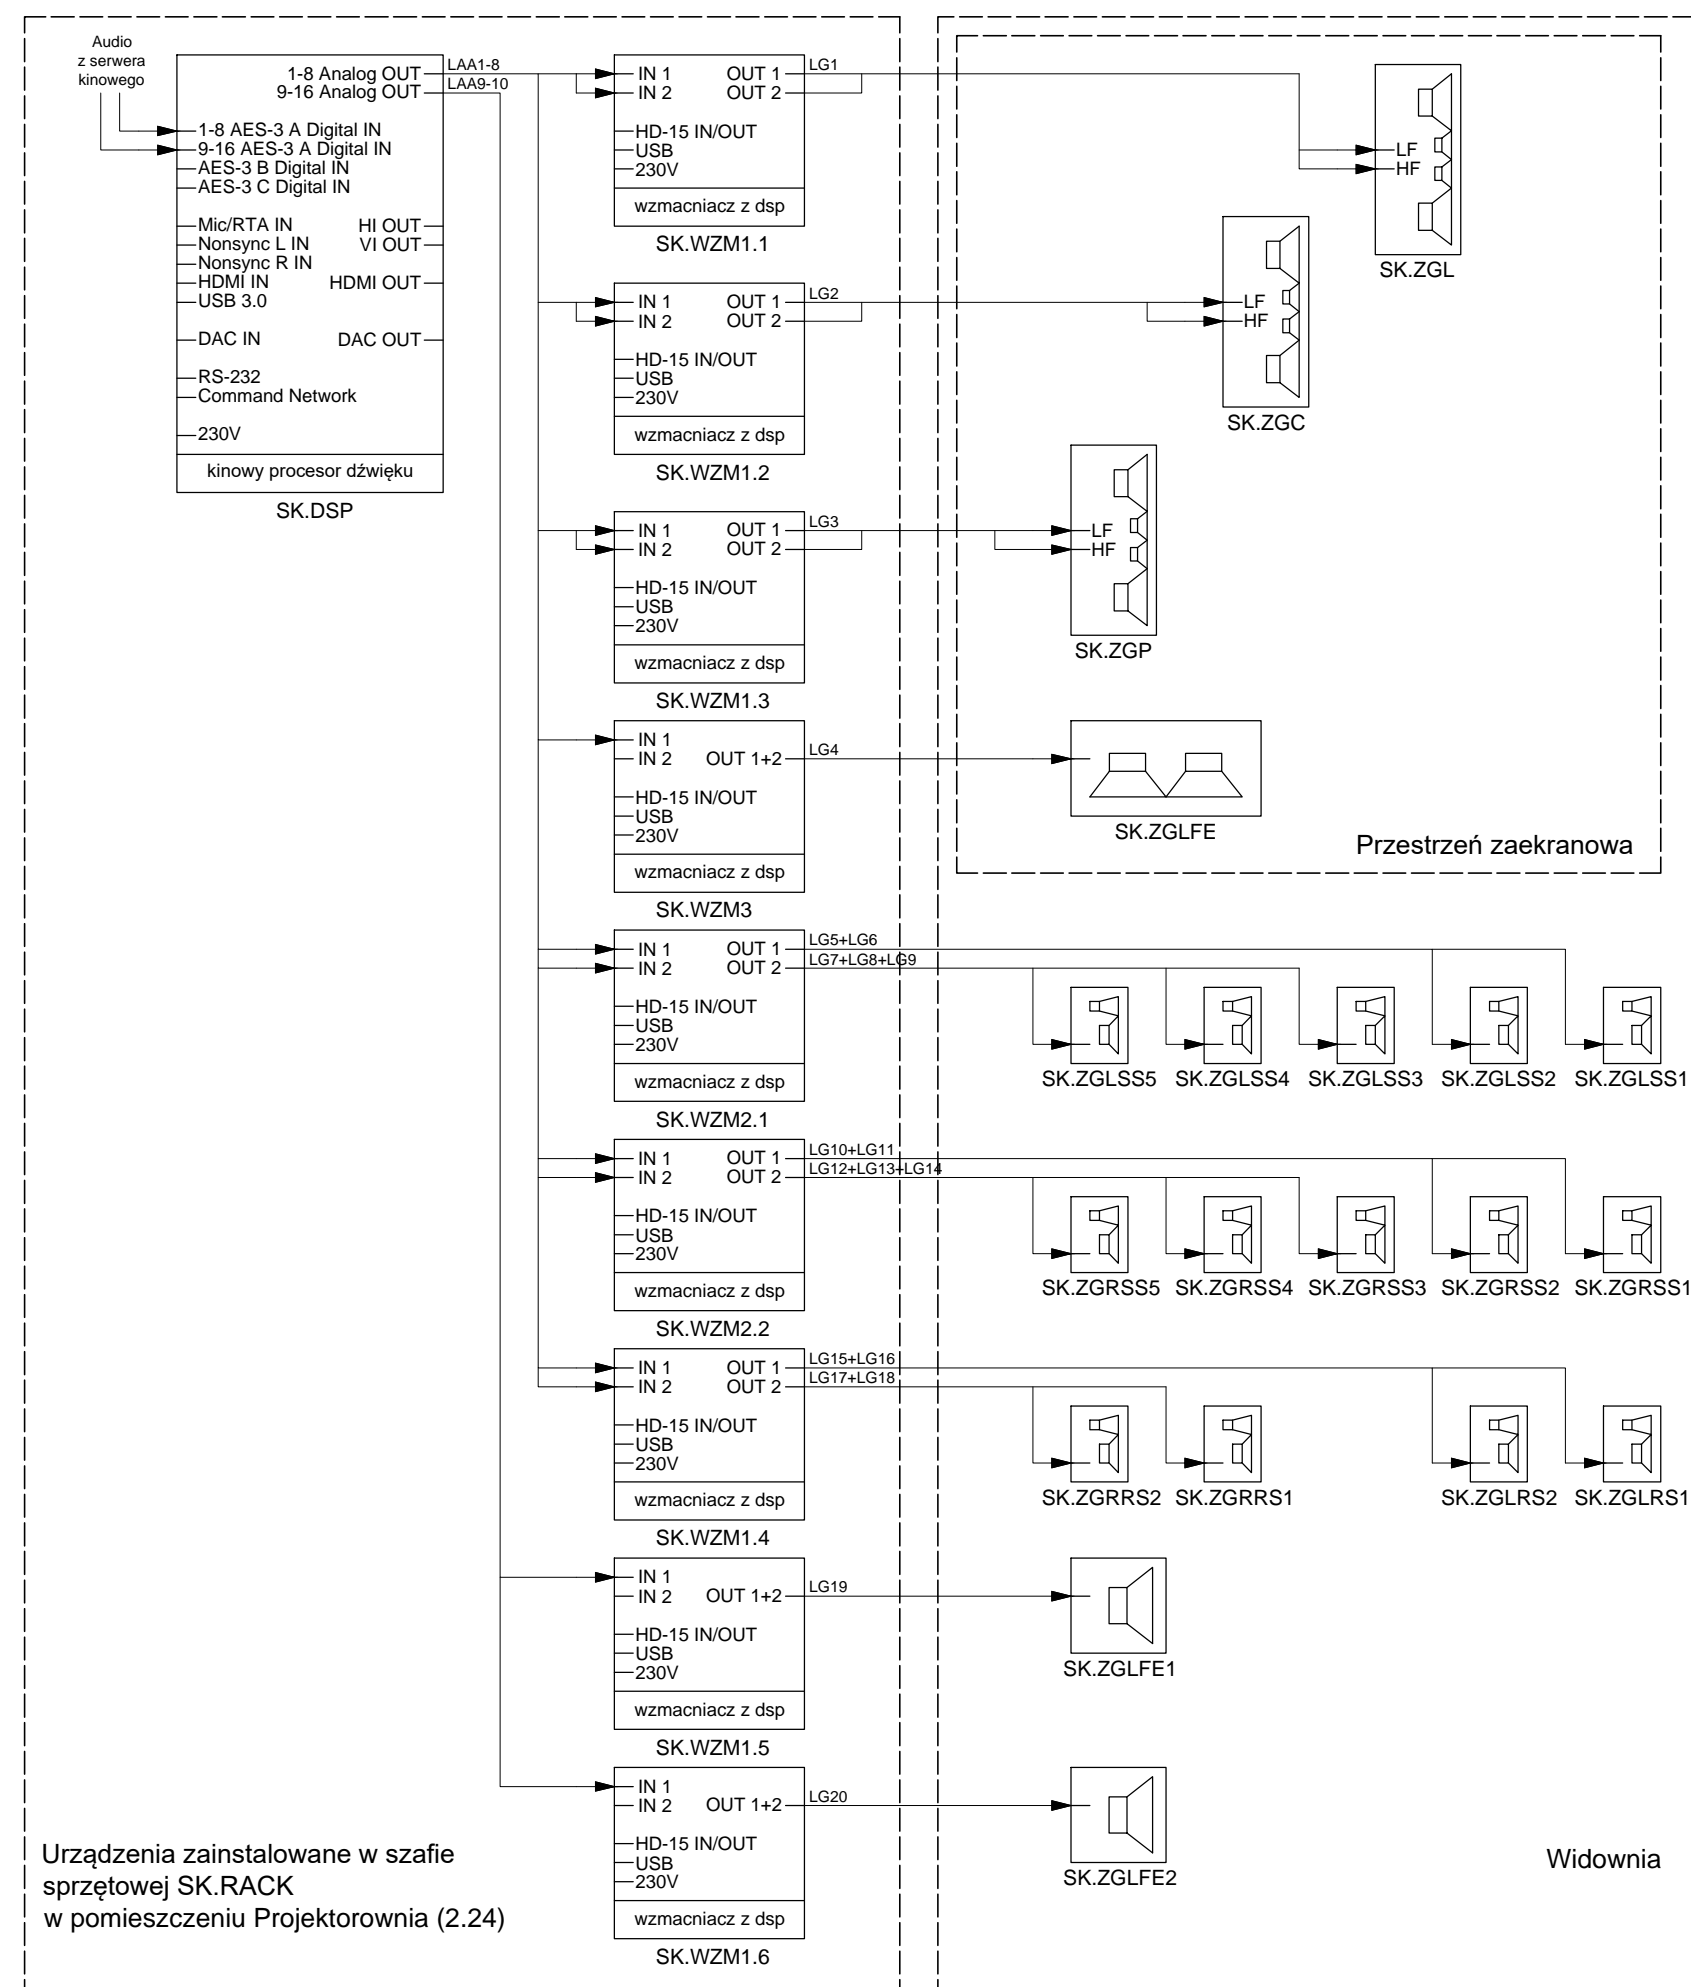 Audio
z serwera
kinowego
1-8 Analog OUT
9-16 Analog OUT
LAA1-8
LAA9-10
1-8 AES-3 A Digital IN
9-16 AES-3 A Digital IN
AES-3 B Digital IN
AES-3 C Digital IN
Mic/RTA IN HI OUT
Nonsync L IN VI OUT
Nonsync R IN
HDMI IN HDMI OUT
USB 3.0
DAC IN DAC OUT
RS-232
Command Network
230V
kinowy procesor dźwięku
SK.DSP
IN 1 OUT 1 LG1
IN 2 OUT 2
HD-15 IN/OUT
USB
230V
wzmacniacz z dsp
SK.WZM1.1
LF
HF
SK.ZGL
IN 1 OUT 1 LG2
IN 2 OUT 2
HD-15 IN/OUT
USB
230V
wzmacniacz z dsp
SK.WZM1.2
LF
HF
SK.ZGC
IN 1 OUT 1 LG3
IN 2 OUT 2
HD-15 IN/OUT
USB
230V
wzmacniacz z dsp
SK.WZM1.3
LF
HF
SK.ZGP
IN 1
IN 2 OUT 1+2 LG4
HD-15 IN/OUT
USB
230V
wzmacniacz z dsp
SK.WZM3
SK.ZGLFE
Przestrzeń zaekranowa
IN 1 OUT 1 LG5+LG6
IN 2 OUT 2 LG7+LG8+LG9
HD-15 IN/OUT
USB
230V
wzmacniacz z dsp
SK.WZM2.1
SK.ZGLSS5 SK.ZGLSS4 SK.ZGLSS3 SK.ZGLSS2 SK.ZGLSS1
IN 1 OUT 1 LG10+LG11
IN 2 OUT 2 LG12+LG13+LG14
HD-15 IN/OUT
USB
230V
wzmacniacz z dsp
SK.WZM2.2
SK.ZGRSS5 SK.ZGRSS4 SK.ZGRSS3 SK.ZGRSS2 SK.ZGRSS1
IN 1 OUT 1 LG15+LG16
IN 2 OUT 2 LG17+LG18
HD-15 IN/OUT
USB
230V
wzmacniacz z dsp
SK.WZM1.4
SK.ZGRRS2 SK.ZGRRS1 SK.ZGLRS2 SK.ZGLRS1
IN 1
IN 2 OUT 1+2 LG19
HD-15 IN/OUT
USB
230V
wzmacniacz z dsp
SK.WZM1.5
SK.ZGLFE1
IN 1
IN 2 OUT 1+2 LG20
HD-15 IN/OUT
USB
230V
wzmacniacz z dsp
SK.WZM1.6
SK.ZGLFE2
Urządzenia zainstalowane w szafie
sprzętowej SK.RACK
w pomieszczeniu Projektorownia (2.24)
Widownia